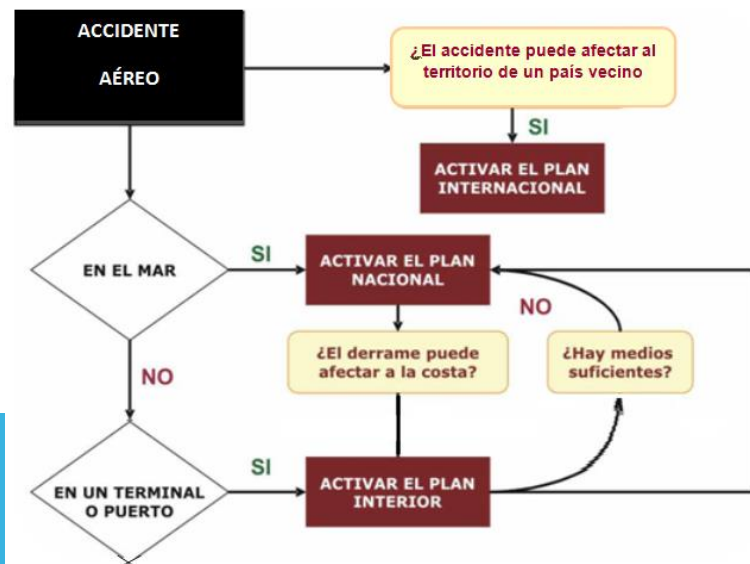 ACCIDENTE
AÉREO
¿El accidente puede afectar al
territorio de un país vecino
SI
ACTIVAR EL PLAN
INTERNACIONAL
EN EL MAR
SI
ACTIVAR EL PLAN
NACIONAL
NO
¿El derrame puede
afectar a la costa?
¿Hay medios
suficientes?
NO
EN UN TERMINAL
O PUERTO
SI
ACTIVAR EL PLAN
INTERIOR